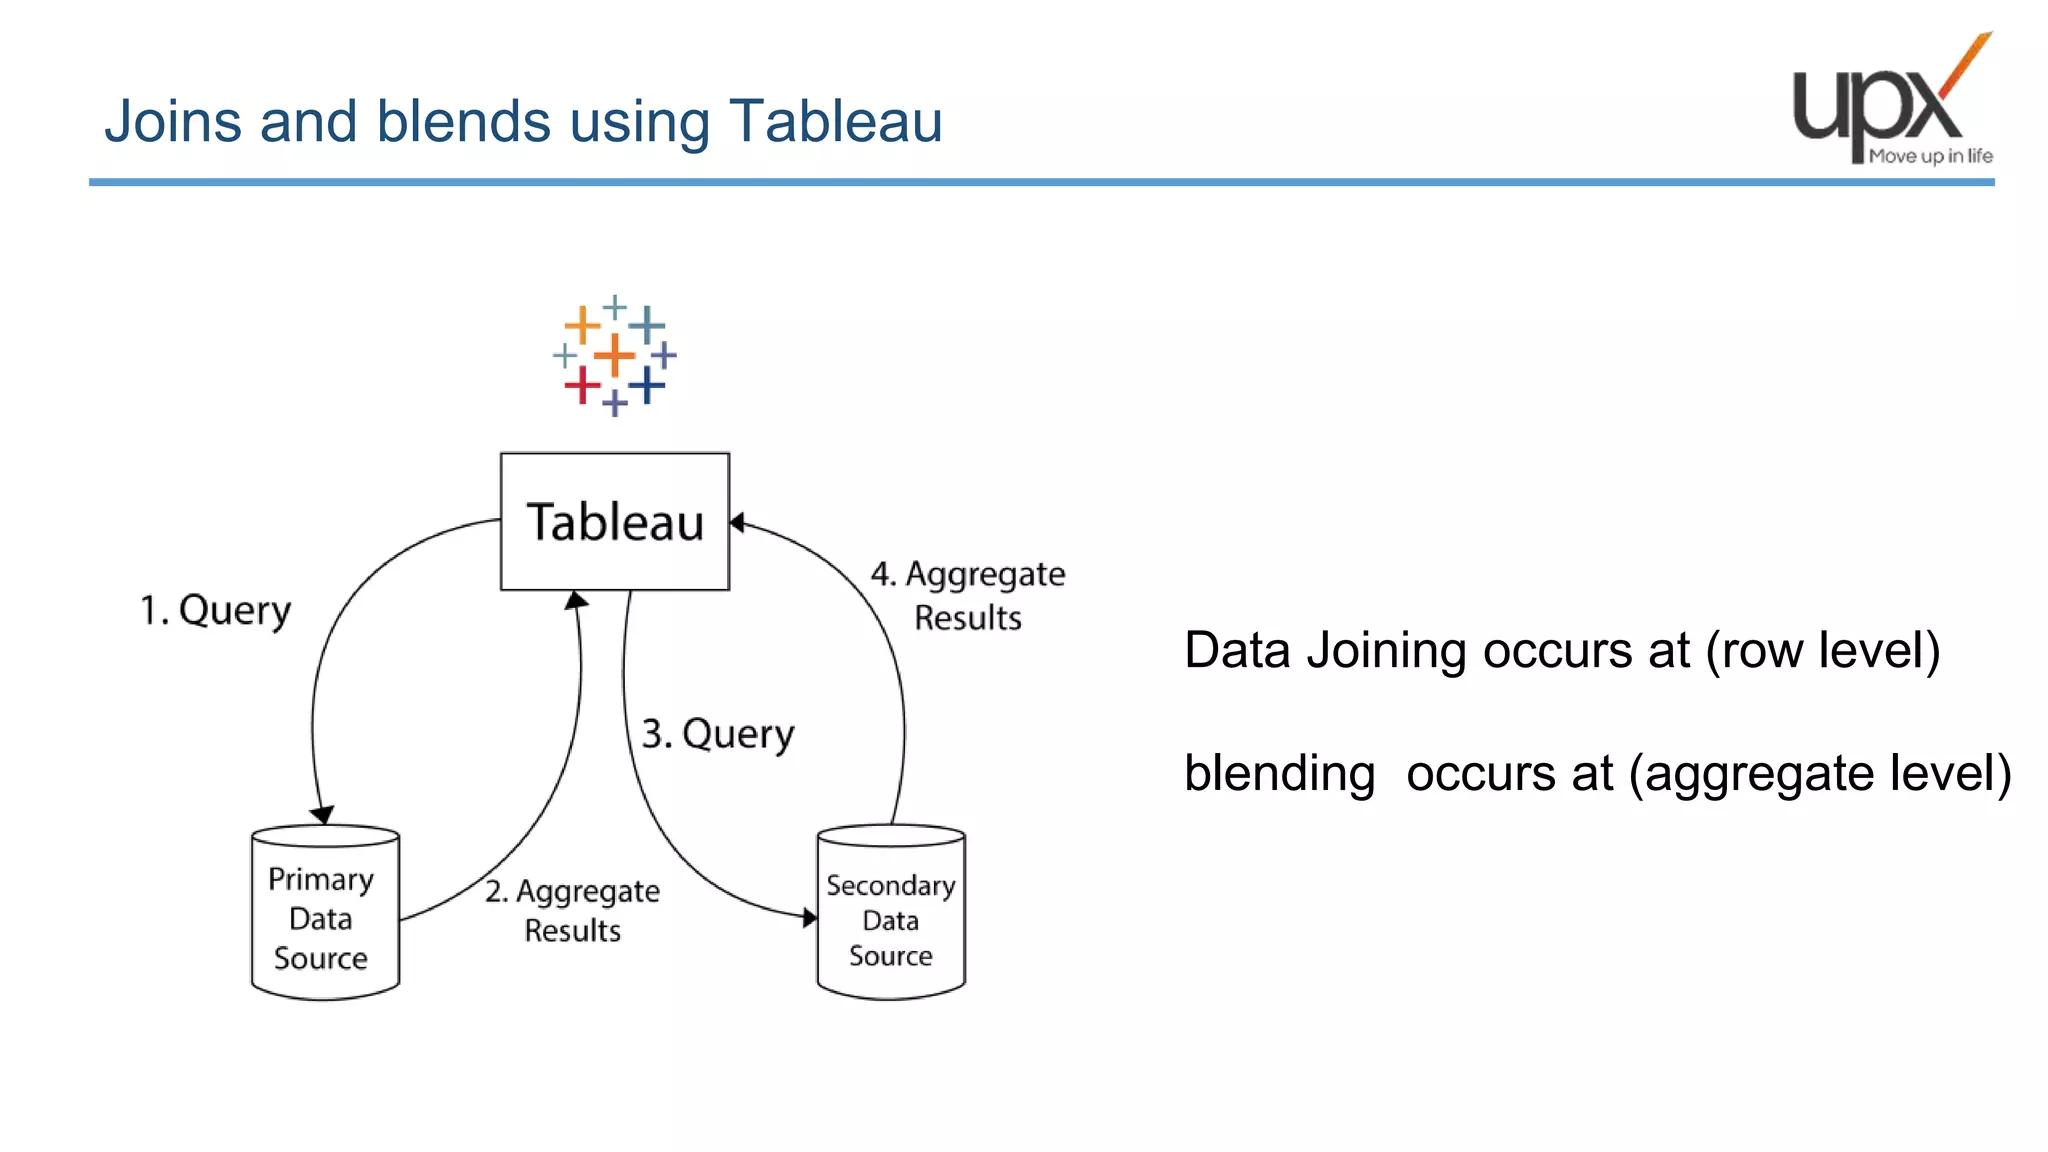 Joins and blends using Tableau
upx
Move up in life
Tableau
1. Query
4. Aggregate
Results
3. Query
2. Aggregate
Results
Primary
Data
Source
Secondary
Data
Source
Data Joining occurs at (row level)
blending  occurs at (aggregate level)